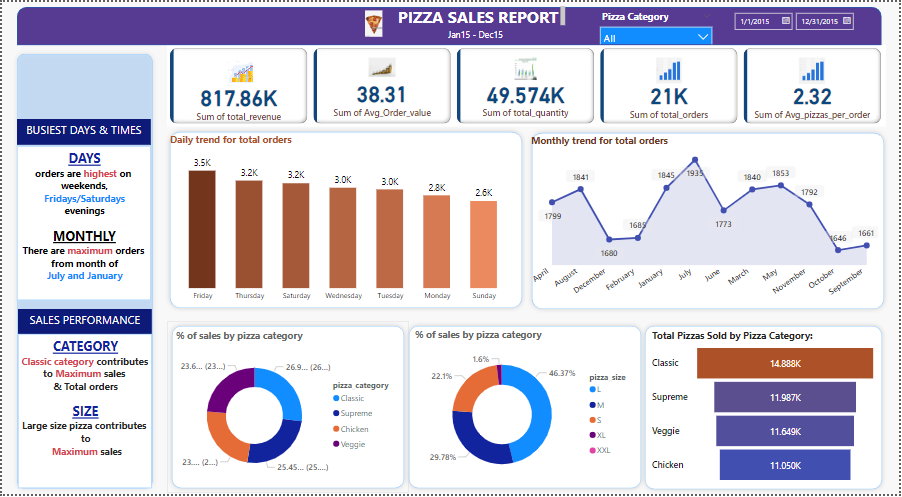 PIZZA SALES REPORT
Jan15 - Dec15
Pizza Category
All
1/1/2015
12/31/2015
817.86K
Sum of total_revenue
38.31
Sum of Avg_Order_value
49.574K
Sum of total_quantity
21K
Sum of total_orders
2.32
Sum of Avg_pizzas_per_order
BUSIEST DAYS & TIMES
DAYS
orders are highest on
weekends,
Fridays/Saturdays
evenings
MONTHLY
There are maximum orders
from month of
July and January
SALES PERFORMANCE
CATEGORY
Classic category contributes
to Maximum sales
& Total orders
SIZE
Large size pizza contributes
to
Maximum sales
Daily trend for total orders
3.5K
3.2K
3.2K
3.0K
3.0K
2.8K
2.6K
Friday
Thursday
Saturday
Wednesday
Tuesday
Monday
Sunday
Monthly trend for total orders
1799
1841
1680
1685
1845
1935
1773
1840
1853
1792
1646
1661
April
August
December
February
January
July
June
March
May
November
October
September
% of sales by pizza category
23.6... (23...)
26.9... (26...)
23.... (2...)
25.45... (25....)
pizza_category
Classic
Supreme
Chicken
Veggie
% of sales by pizza category
1.6%
22.1%
46.37%
29.78%
pizza_size
L
M
S
XL
XXL
Total Pizzas Sold by Pizza Category:
Classic 14.888K
Supreme 11.987K
Veggie 11.649K
Chicken 11.050K